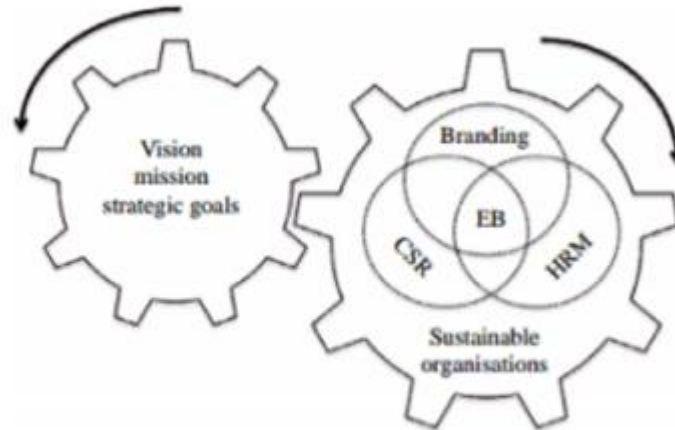 Vision
mission
strategic goals
Branding
EB
CSR
HRM
Sustainable
organisations